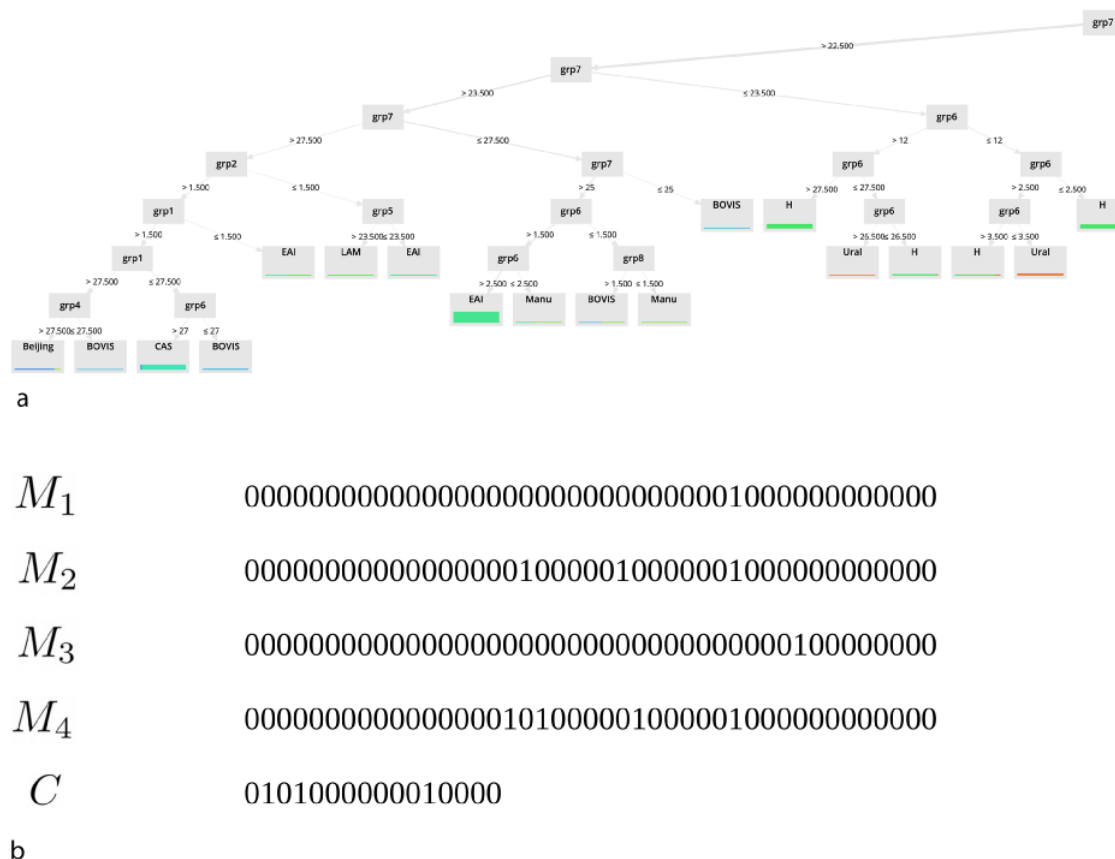 grp7
> 22.500
grp7
> 23.500 ≤ 23.500
grp7 grp6
> 27.500 ≤ 27.500 > 12 ≤ 12
grp2 grp7 grp6 grp6
> 1.500 ≤ 1.500 > 25 ≤ 25 > 27.500 ≤ 27.500 > 2.500 ≤ 2.500
grp1 grp5 grp6 BOVIS H grp6 grp6 H
> 1.500 ≤ 1.500 > 23.500 ≤ 23.500 > 1.500 ≤ 1.500 > 26.500 ≤ 26.500 > 3.500 ≤ 3.500
grp1 EAI LAM EAI grp6 grp8 Ural H H Ural
> 27.500 ≤ 27.500 > 2.500 ≤ 2.500 > 1.500 ≤ 1.500
grp4 grp6 EAI Manu BOVIS Manu
> 27.500 ≤ 27.500 > 27 ≤ 27
Beijing BOVIS CAS BOVIS
a
M1 0000000000000000000000000000001000000000000
M2 0000000000000000010000010000001000000000000
M3 0000000000000000000000000000000000100000000
M4 0000000000000000101000001000001000000000000
C 0101000000010000
b